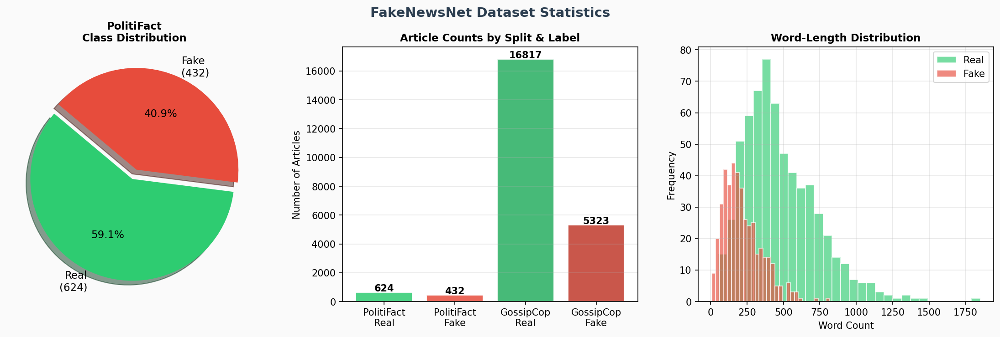 FakeNewsNet Dataset Statistics
PolitiFact
Class Distribution
Fake
(432)
40.9%
59.1%
Real
(624)
Article Counts by Split & Label
Number of Articles
16000
14000
12000
10000
8000
6000
4000
2000
0
624
432
16817
5323
PolitiFact
Real
PolitiFact
Fake
GossipCop
Real
GossipCop
Fake
Word-Length Distribution
Frequency
80
70
60
50
40
30
20
10
0
Real
Fake
0 250 500 750 1000 1250 1500 1750
Word Count